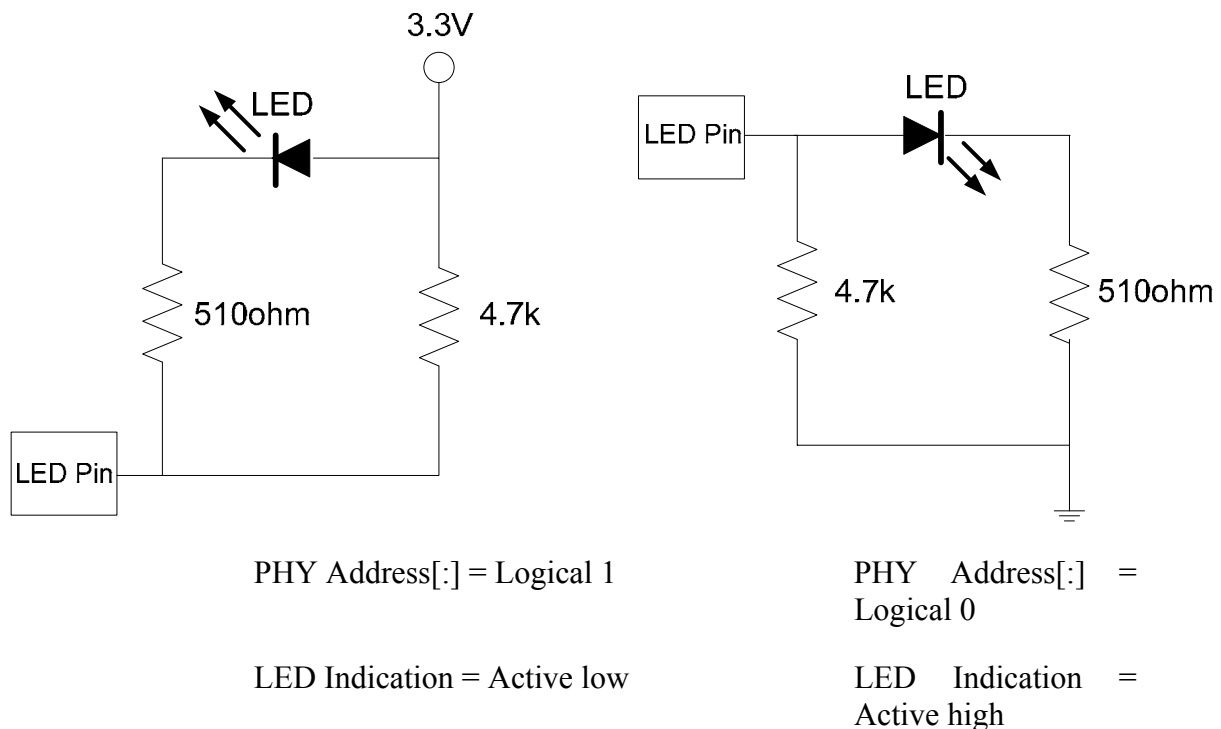 3.3V
LED
510ohm
4.7k
LED Pin
LED
LED Pin
4.7k
510ohm
PHY Address[:] = Logical 1
LED Indication = Active low
PHY Address[:] =
Logical 0
LED Indication =
Active high